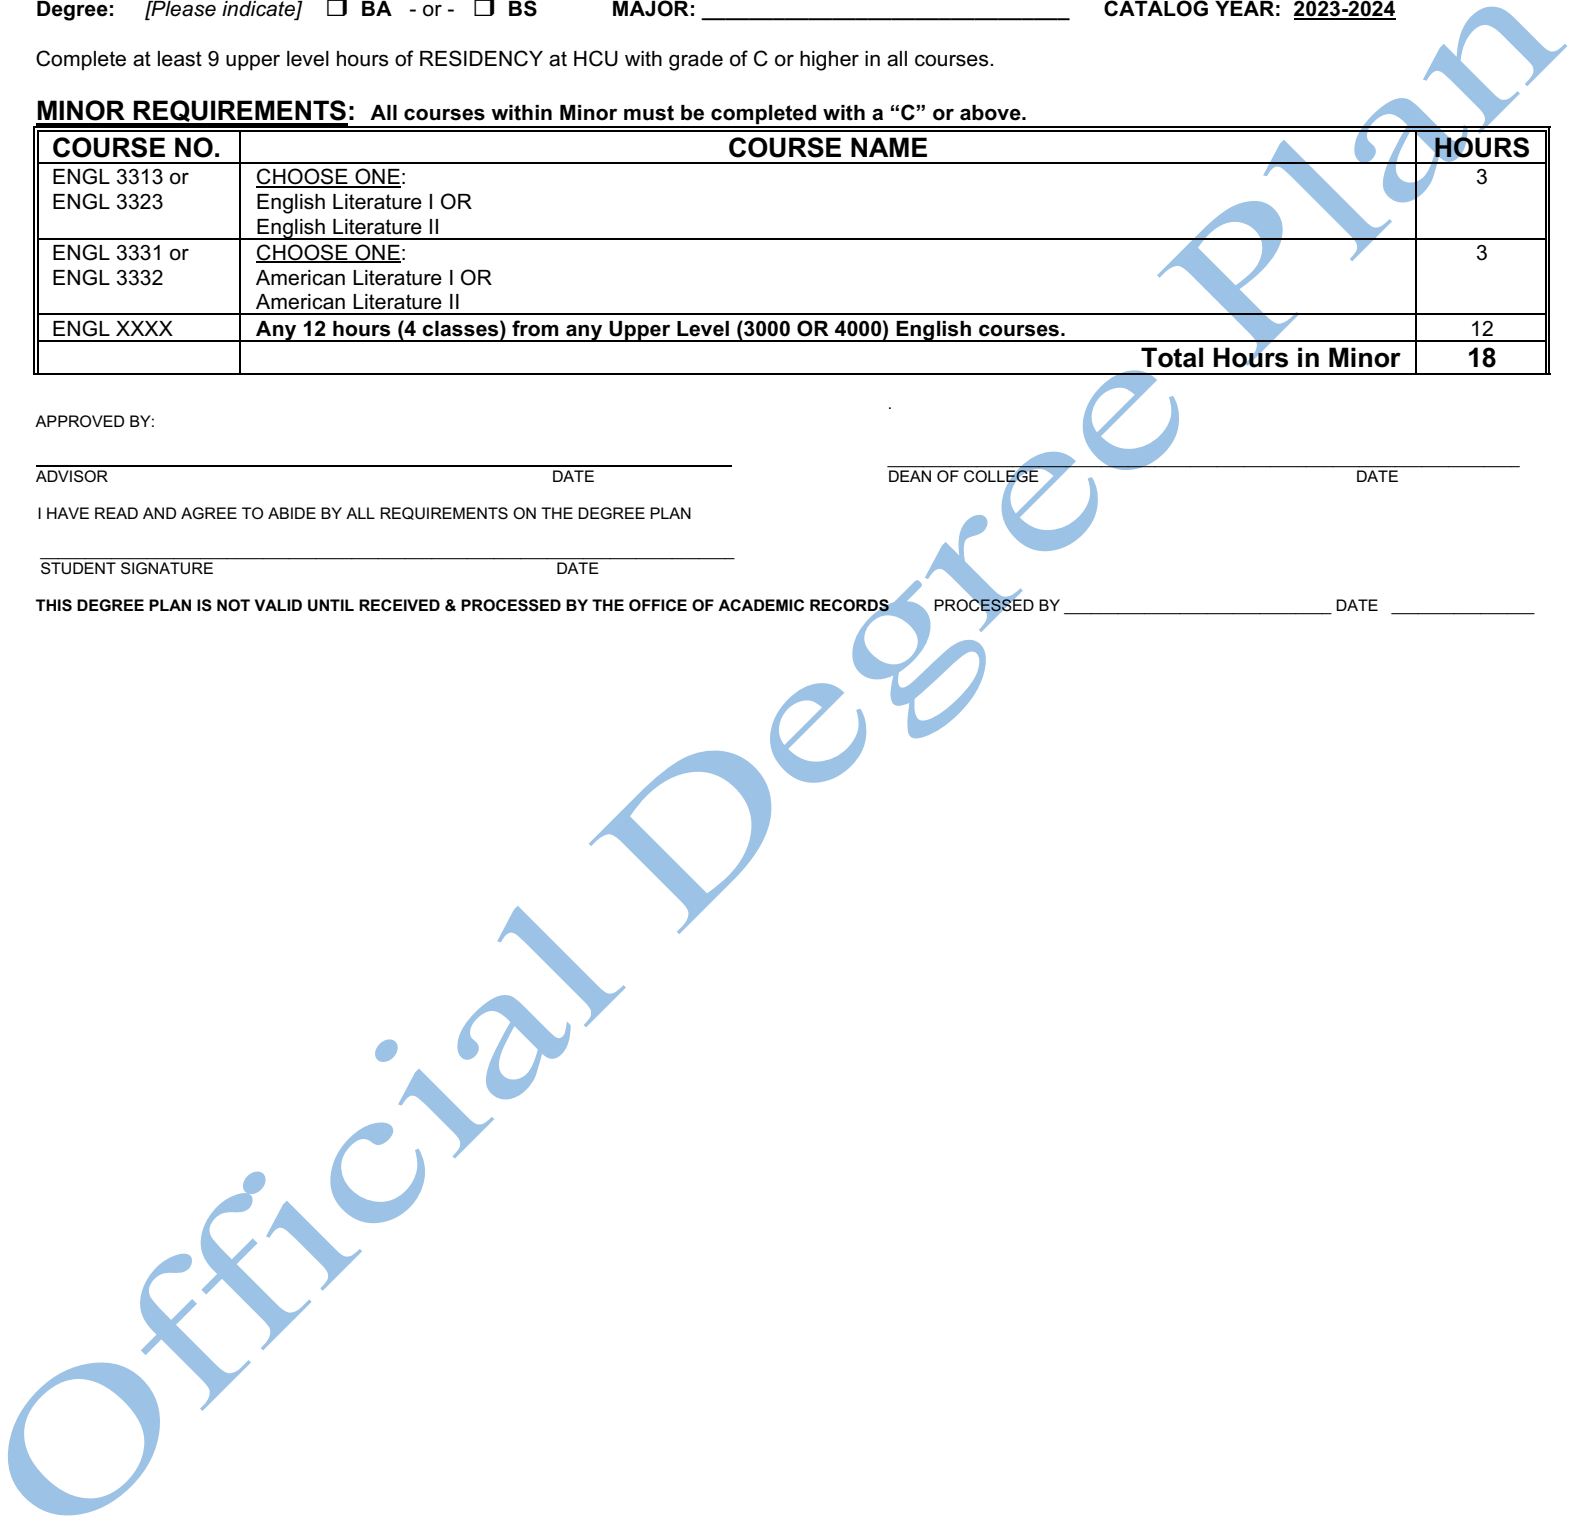 Degree: [Please indicate] ❒ BA - or - ❒ BS MAJOR: ______________________________ CATALOG YEAR: 2023-2024
Complete at least 9 upper level hours of RESIDENCY at HCU with grade of C or higher in all courses.
MINOR REQUIREMENTS: All courses within Minor must be completed with a “C” or above.
COURSE NO. COURSE NAME HOURS
ENGL 3313 or CHOOSE ONE: 3
ENGL 3323 English Literature I OR
English Literature II
ENGL 3331 or CHOOSE ONE: 3
ENGL 3332 American Literature I OR
American Literature II
ENGL XXXX Any 12 hours (4 classes) from any Upper Level (3000 OR 4000) English courses. 12
Total Hours in Minor 18
.
APPROVED BY:
ADVISOR DATE DEAN OF COLLEGE DATE
I HAVE READ AND AGREE TO ABIDE BY ALL REQUIREMENTS ON THE DEGREE PLAN
STUDENT SIGNATURE DATE
THIS DEGREE PLAN IS NOT VALID UNTIL RECEIVED & PROCESSED BY THE OFFICE OF ACADEMIC RECORDS PROCESSED BY ______________________________ DATE ________________
Official Degree Plan